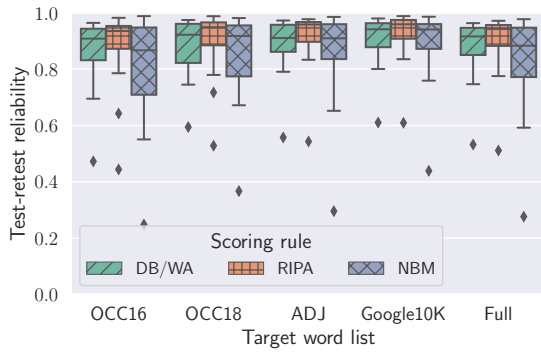 Test-retest reliability
1.0
0.8
0.6
0.4
0.2
0.0
Scoring rule
DB/WA RIPA NBM
OCC16 OCC18 ADJ Google10K Full
Target word list